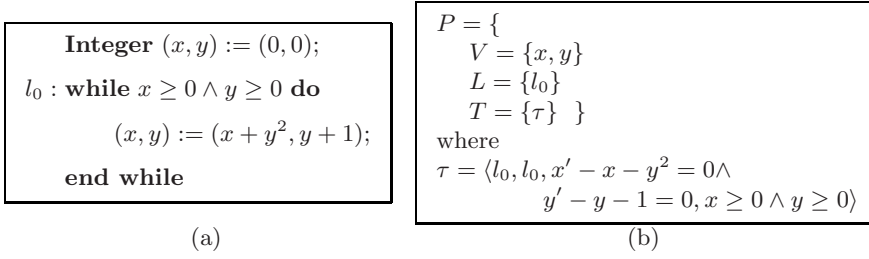 Integer (x, y) := (0, 0);
l₀ : while x ≥ 0 ∧ y ≥ 0 do
(x, y) := (x + y², y + 1);
end while
(a)
P = {
V = {x, y}
L = {l₀}
T = {τ} }
where
τ = ⟨l₀, l₀, x′ − x − y² = 0∧
y′ − y − 1 = 0, x ≥ 0 ∧ y ≥ 0⟩
(b)